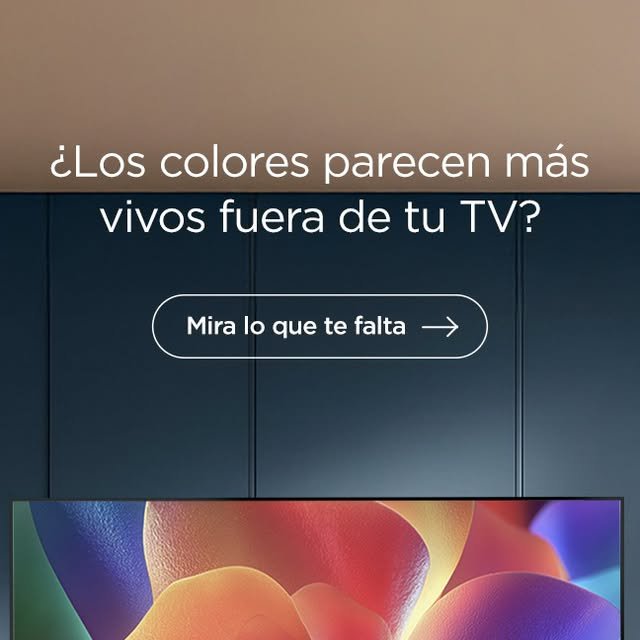 ¿Los colores parecen más
vivos fuera de tu TV?
Mira lo que te falta →